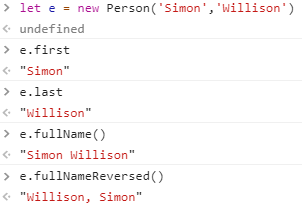 > let e = new Person('Simon','Willison')
< undefined
> e.first
< "Simon"
> e.last
< "Willison"
> e.fullName()
< "Simon Willison"
> e.fullNameReversed()
< "Willison, Simon"